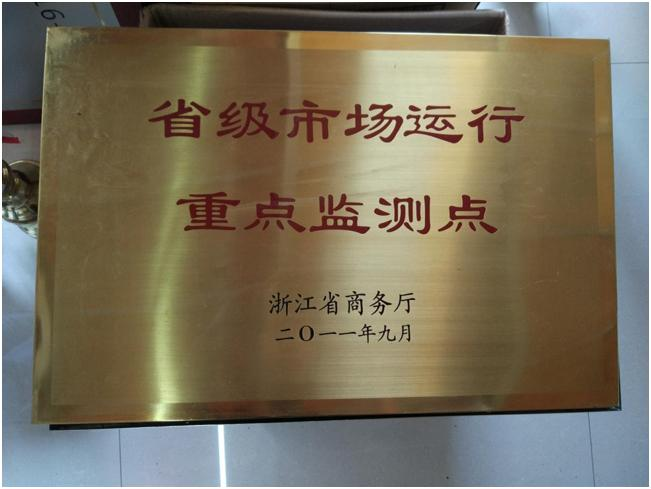 省级市场运行
重点监测点
浙江省商务厅
二〇一一年九月